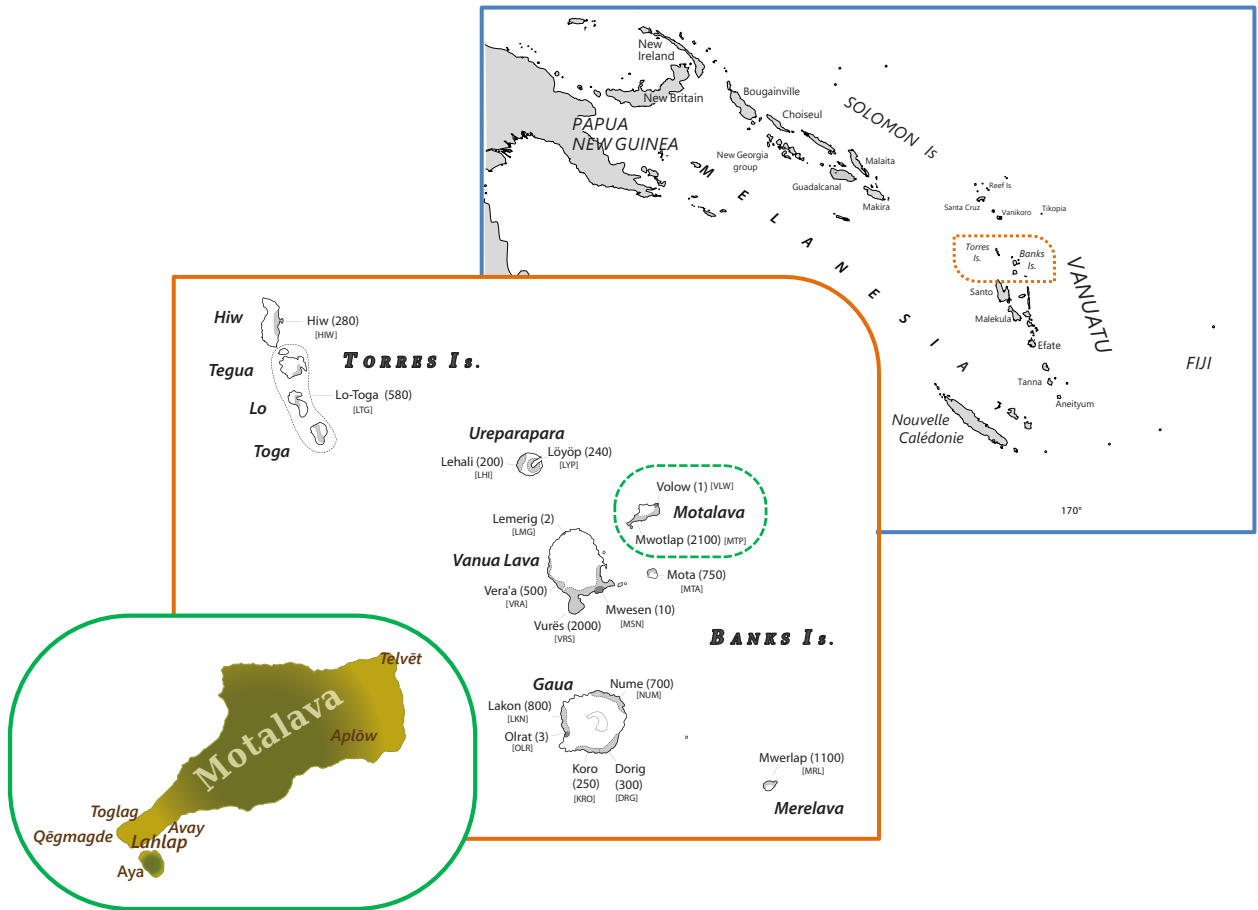 New
Ireland
New Britain
Bougainville
Choiseul
SOLOMON Is
PAPUA
NEW GUINEA
New Georgia
group
Malaita
Guadalcanal
Makira
MELANESIA
Reef Is
Santa Cruz
Vanikoro
Tikopia
Torres
Is.
Banks
Is.
Santo
Malekula
VANUATU
Efate
FIJI
Tanna
Aneityum
Nouvelle
Calédonie
170°
Hiw
Hiw (280)
[HIW]
TORRES Is.
Tegua
Lo
Lo-Toga (580)
[LTG]
Toga
Ureparapara
Lehali (200)
[LHI]
Löyöp (240)
[LYP]
Volow (1) [VLW]
Motalava
Mwotlap (2100) [MTP]
Lemerig (2)
[LMG]
Vanua Lava
Mota (750)
[MTA]
Vera'a (500)
[VRA]
Mwesen (10)
[MSN]
Vurës (2000)
[VRS]
BANKS Is.
Gaua
Nume (700)
[NUM]
Lakon (800)
[LKN]
Olrat (3)
[OLR]
Koro
(250)
[KRO]
Dorig
(300)
[DRG]
Mwerlap (1100)
[MRL]
Merelava
Telvēt
Motalava
Aplōw
Toglag
Avay
Qēgmagde
Lahlap
Aya